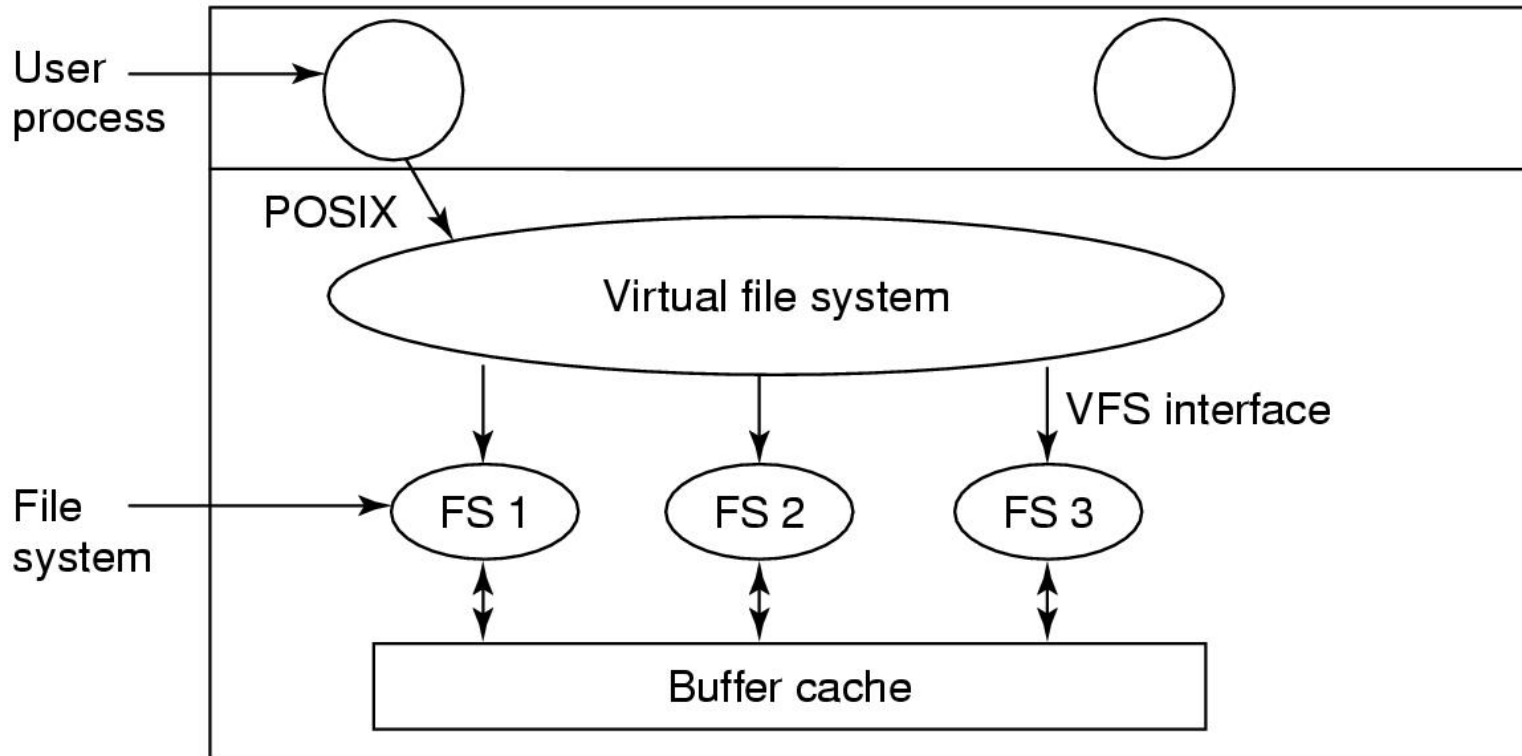 User
process
POSIX
Virtual file system
VFS interface
File
system
FS 1
FS 2
FS 3
Buffer cache